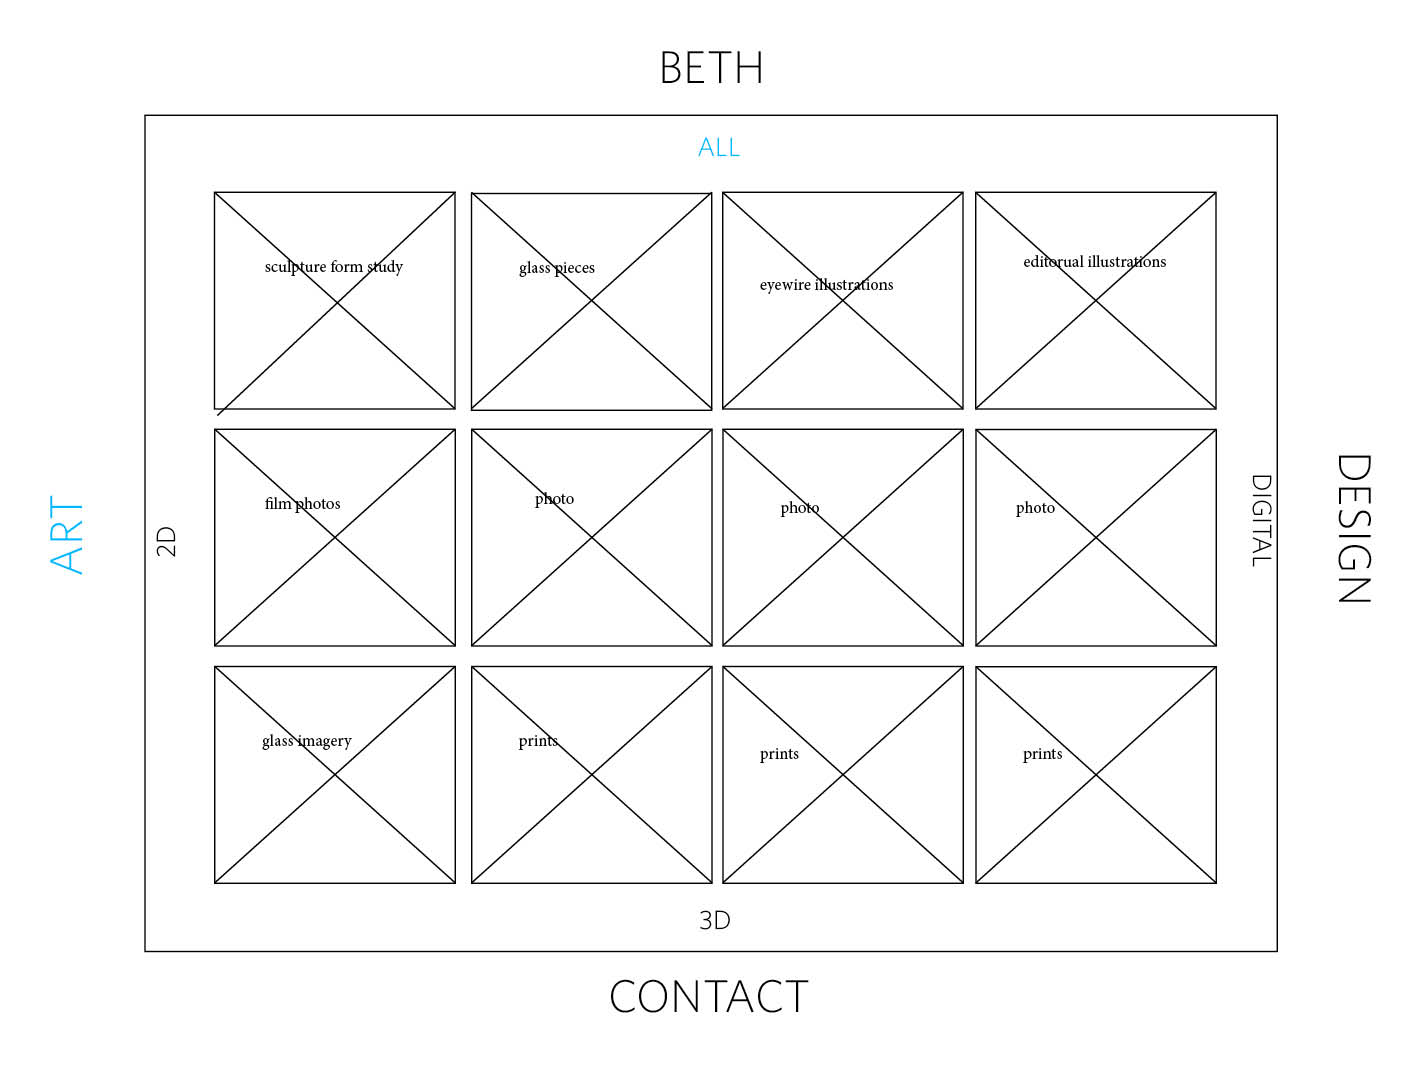 BETH
ALL
sculpture form study
glass pieces
eyewire illustrations
editorual illustrations
ART
2D
film photos
photo
photo
photo
DIGITAL
DESIGN
glass imagery
prints
prints
prints
3D
CONTACT